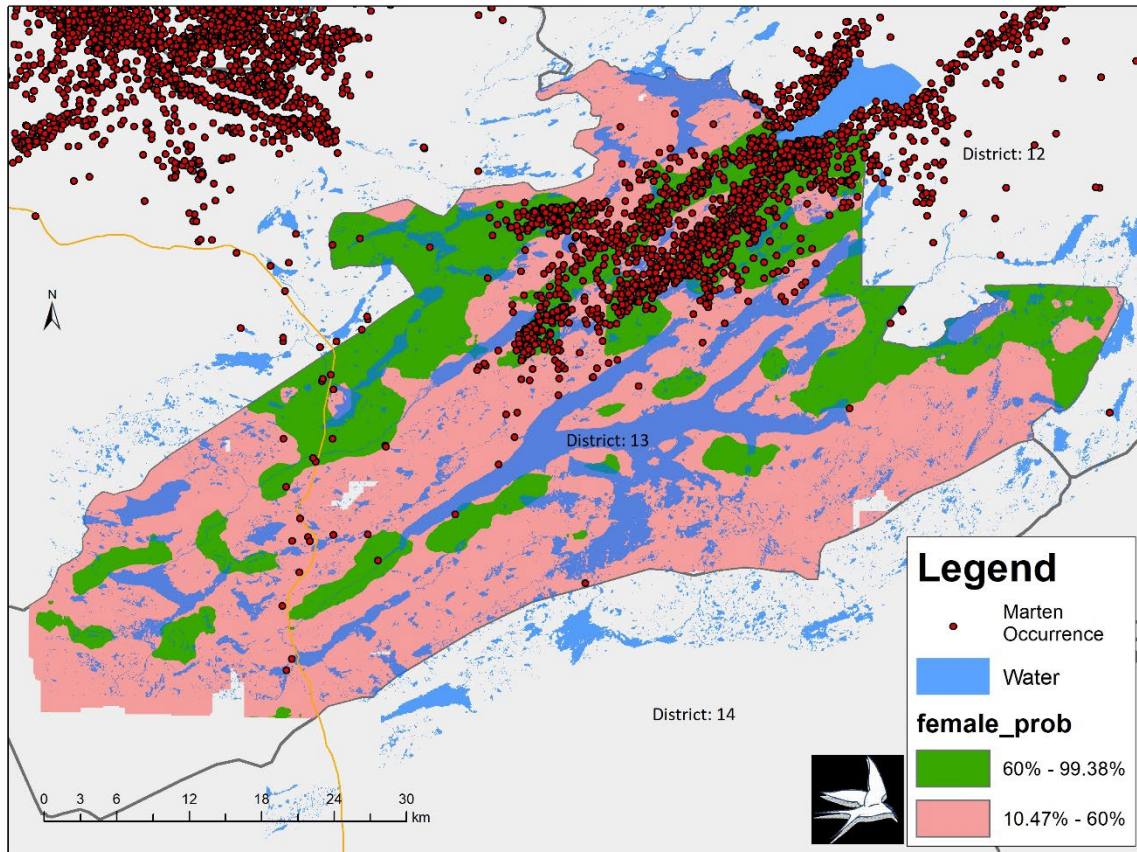 District: 12
N
District: 13
District: 14
0 3 6 12 18 24 30
km
Legend
Marten
Occurrence
Water
female_prob
60% - 99.38%
10.47% - 60%